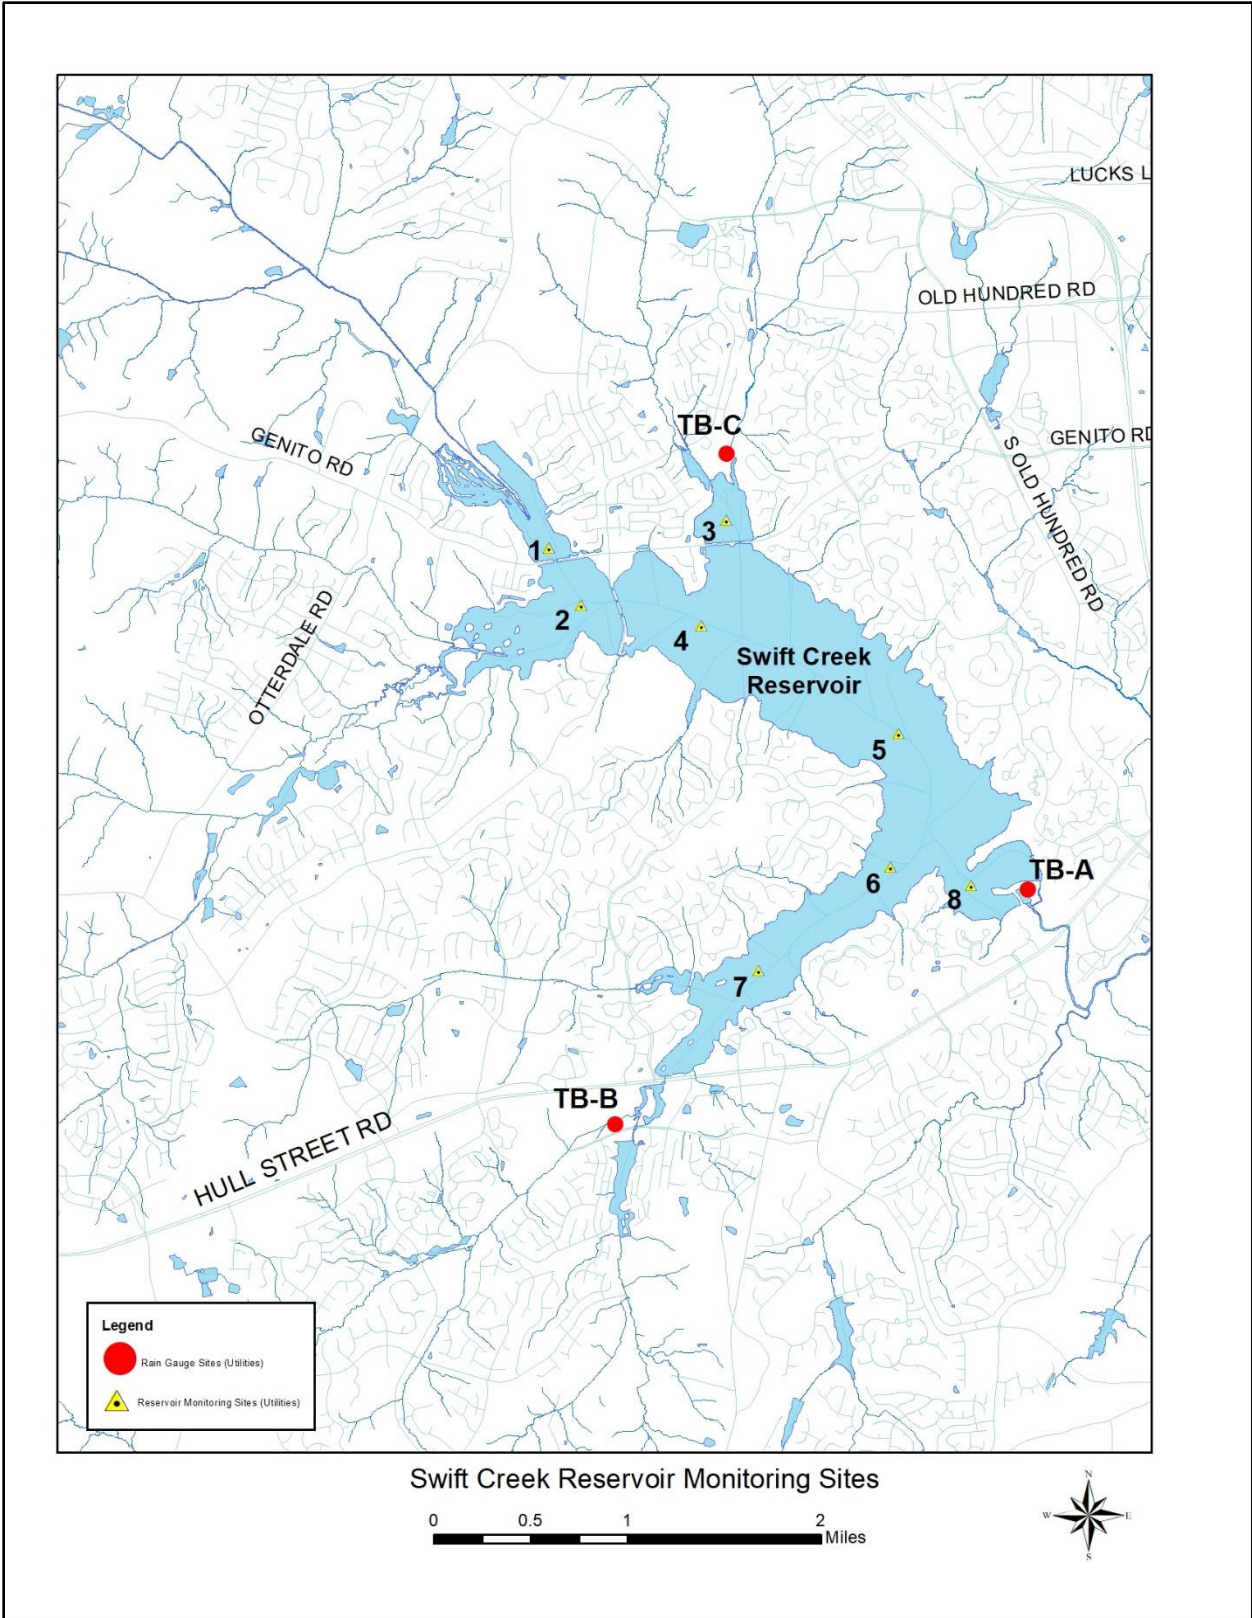 LUCKS L
OLD HUNDRED RD
TB-C
GENITO RD
GENITO RD
S OLD HUNDRED RD
3
1
2
4
OTTERDALE RD
Swift Creek
Reservoir
5
6
8
TB-A
7
TB-B
HULL STREET RD
Legend
Rain Gauge Sites (Utilities)
Reservoir Monitoring Sites (Utilities)
Swift Creek Reservoir Monitoring Sites
0 0.5 1 2
Miles
N
W E
S